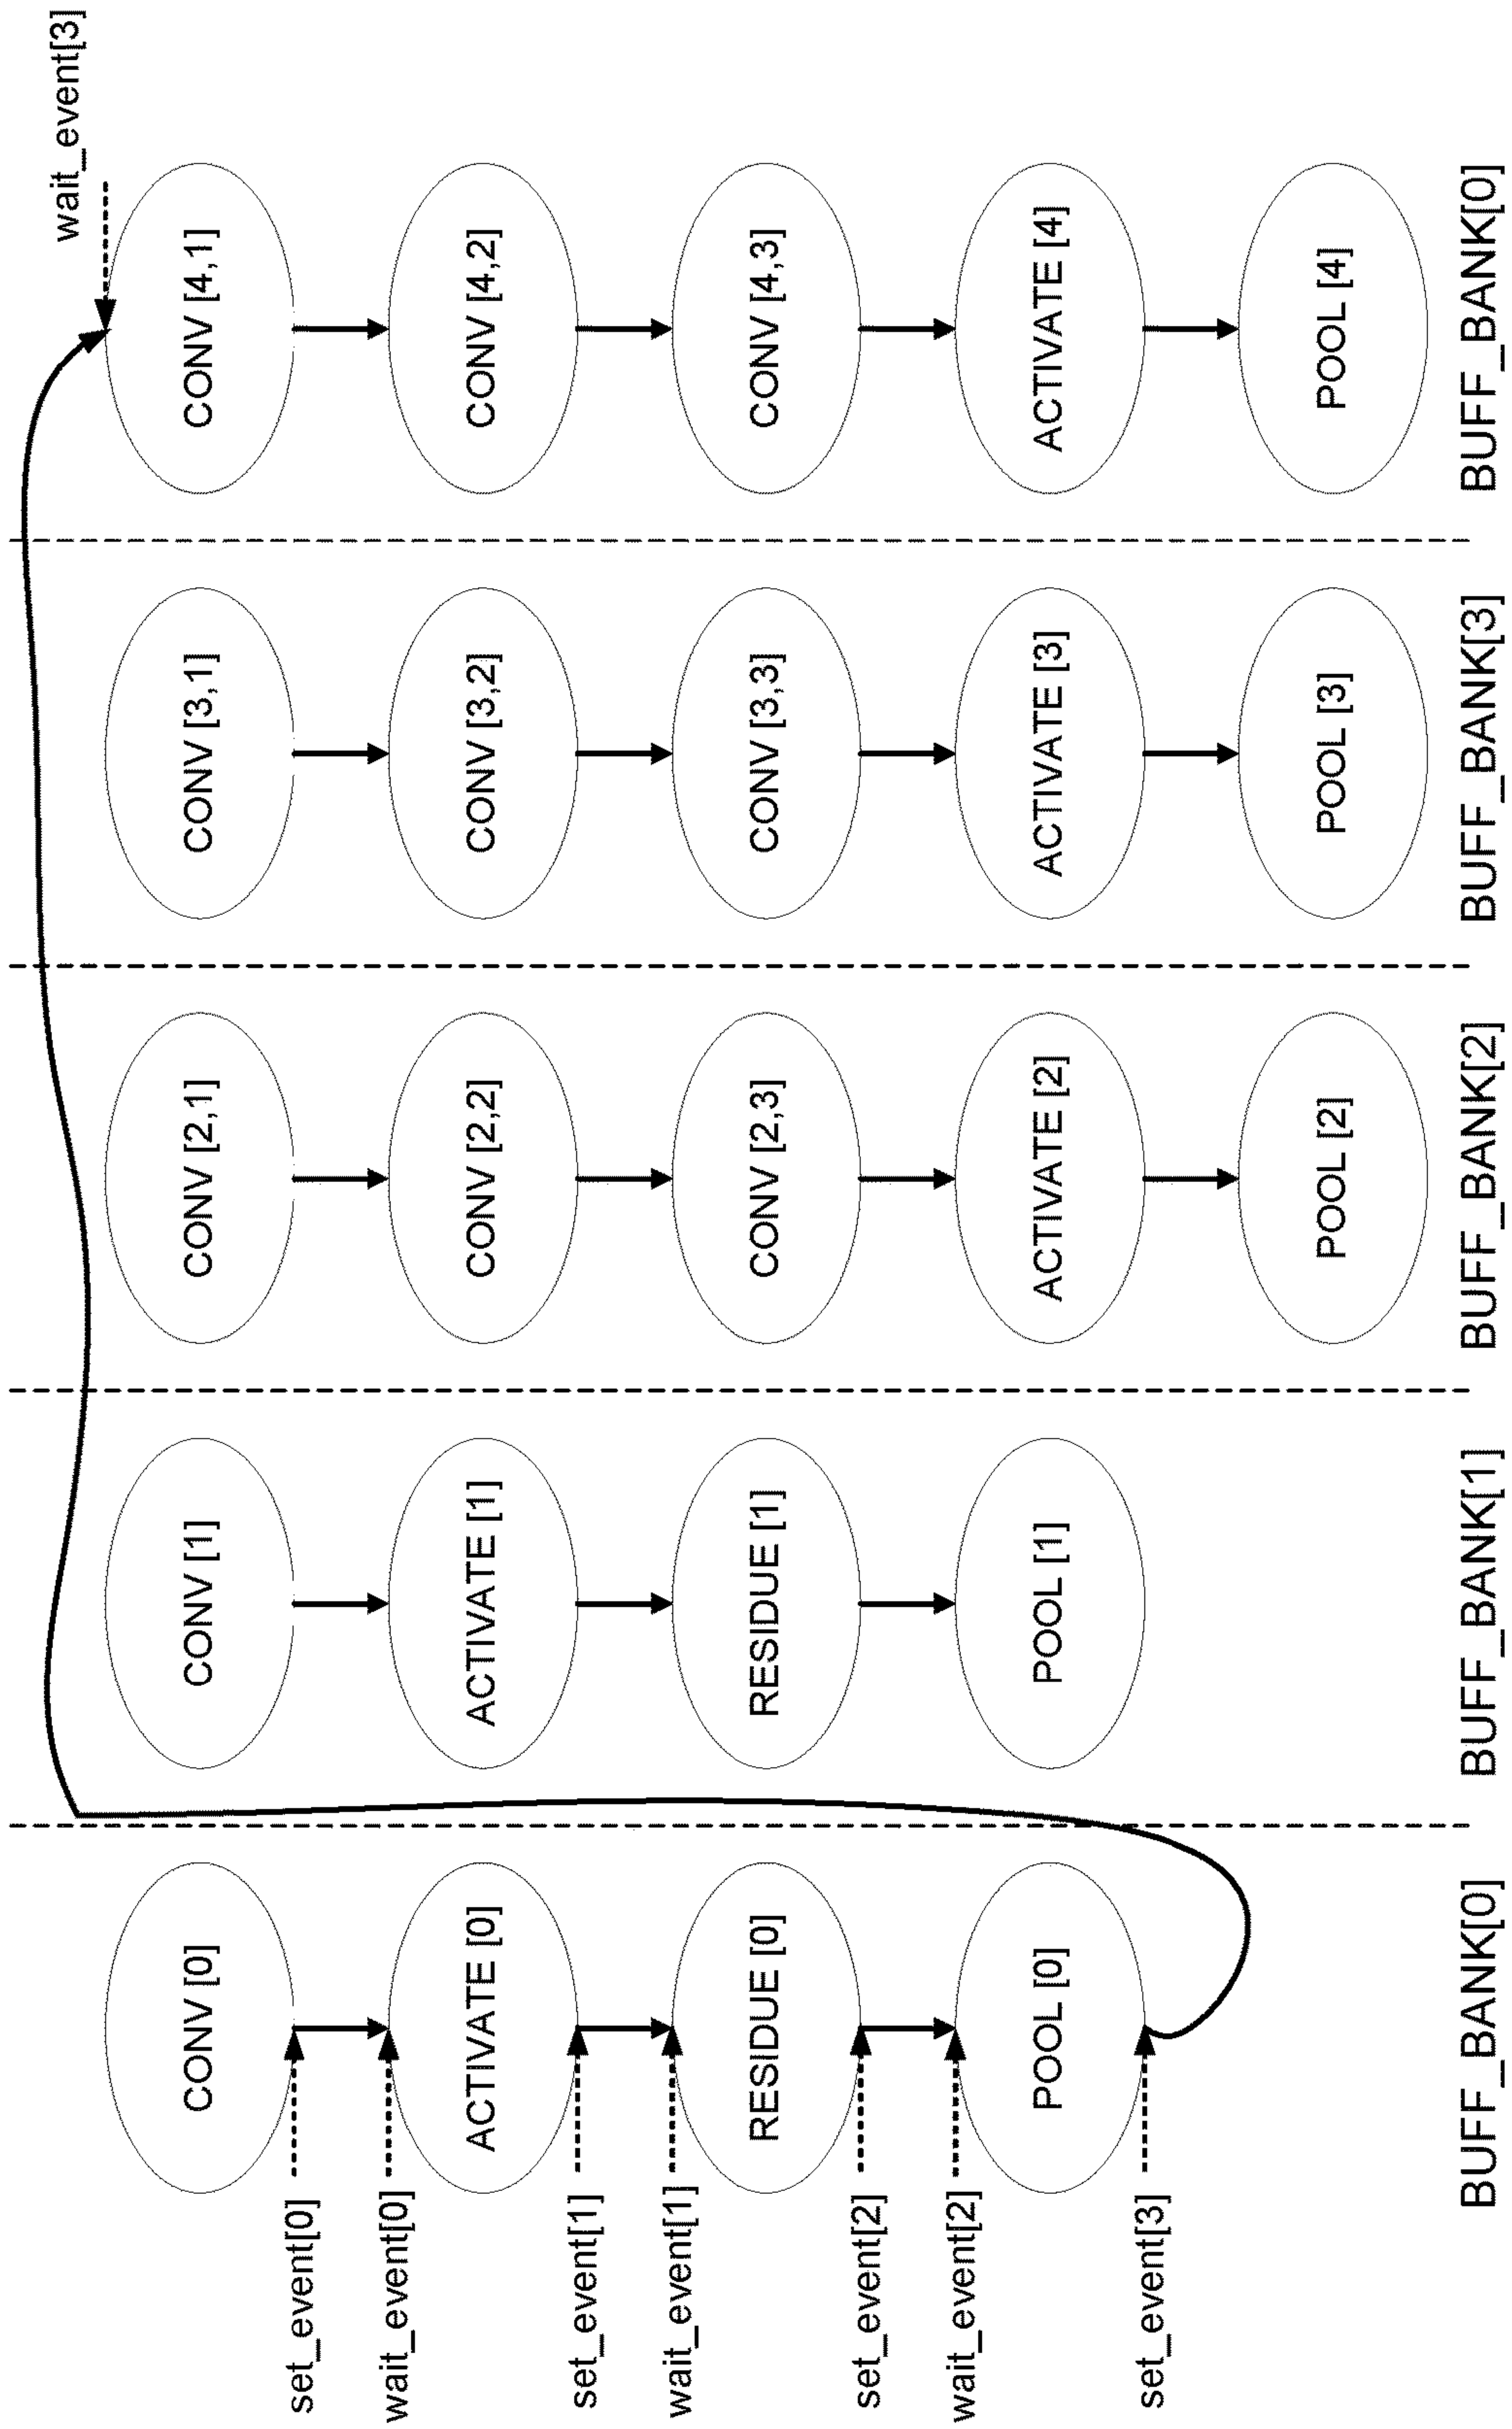 CONV [0]
set_event[0]
wait_event[0]
ACTIVATE [0]
set_event[1]
wait_event[1]
RESIDUE [0]
set_event[2]
wait_event[2]
POOL [0]
set_event[3]
BUFF_BANK[0]
CONV [1]
ACTIVATE [1]
RESIDUE [1]
POOL [1]
BUFF_BANK[1]
CONV [2,1]
CONV [2,2]
CONV [2,3]
ACTIVATE [2]
POOL [2]
BUFF_BANK[2]
CONV [3,1]
CONV [3,2]
CONV [3,3]
ACTIVATE [3]
POOL [3]
BUFF_BANK[3]
wait_event[3]
CONV [4,1]
CONV [4,2]
CONV [4,3]
ACTIVATE [4]
POOL [4]
BUFF_BANK[0]